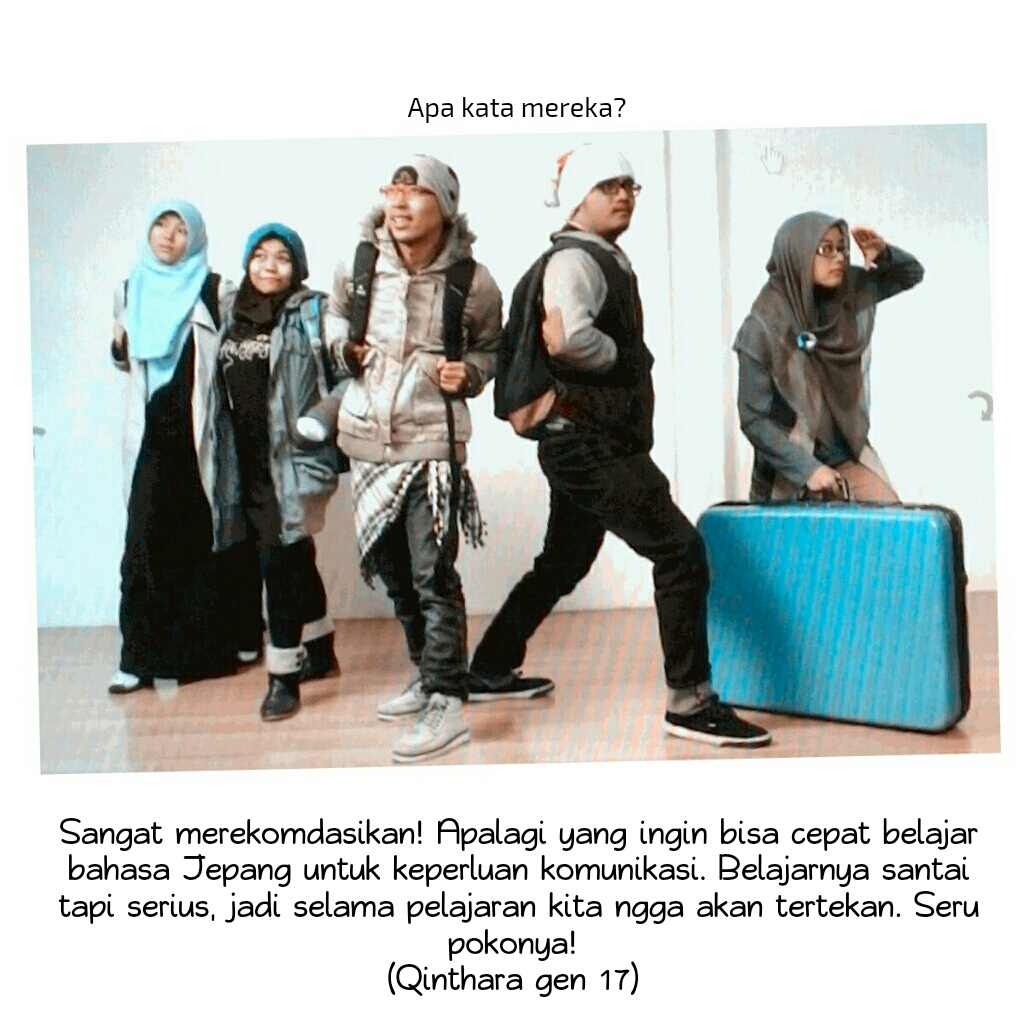 Apa kata mereka?
Sangat merekomdasikan! Apalagi yang ingin bisa cepat belajar
bahasa Jepang untuk keperluan komunikasi. Belajarnya santai
tapi serius, jadi selama pelajaran kita ngga akan tertekan. Seru
pokonya!
(Qinthara gen 17)